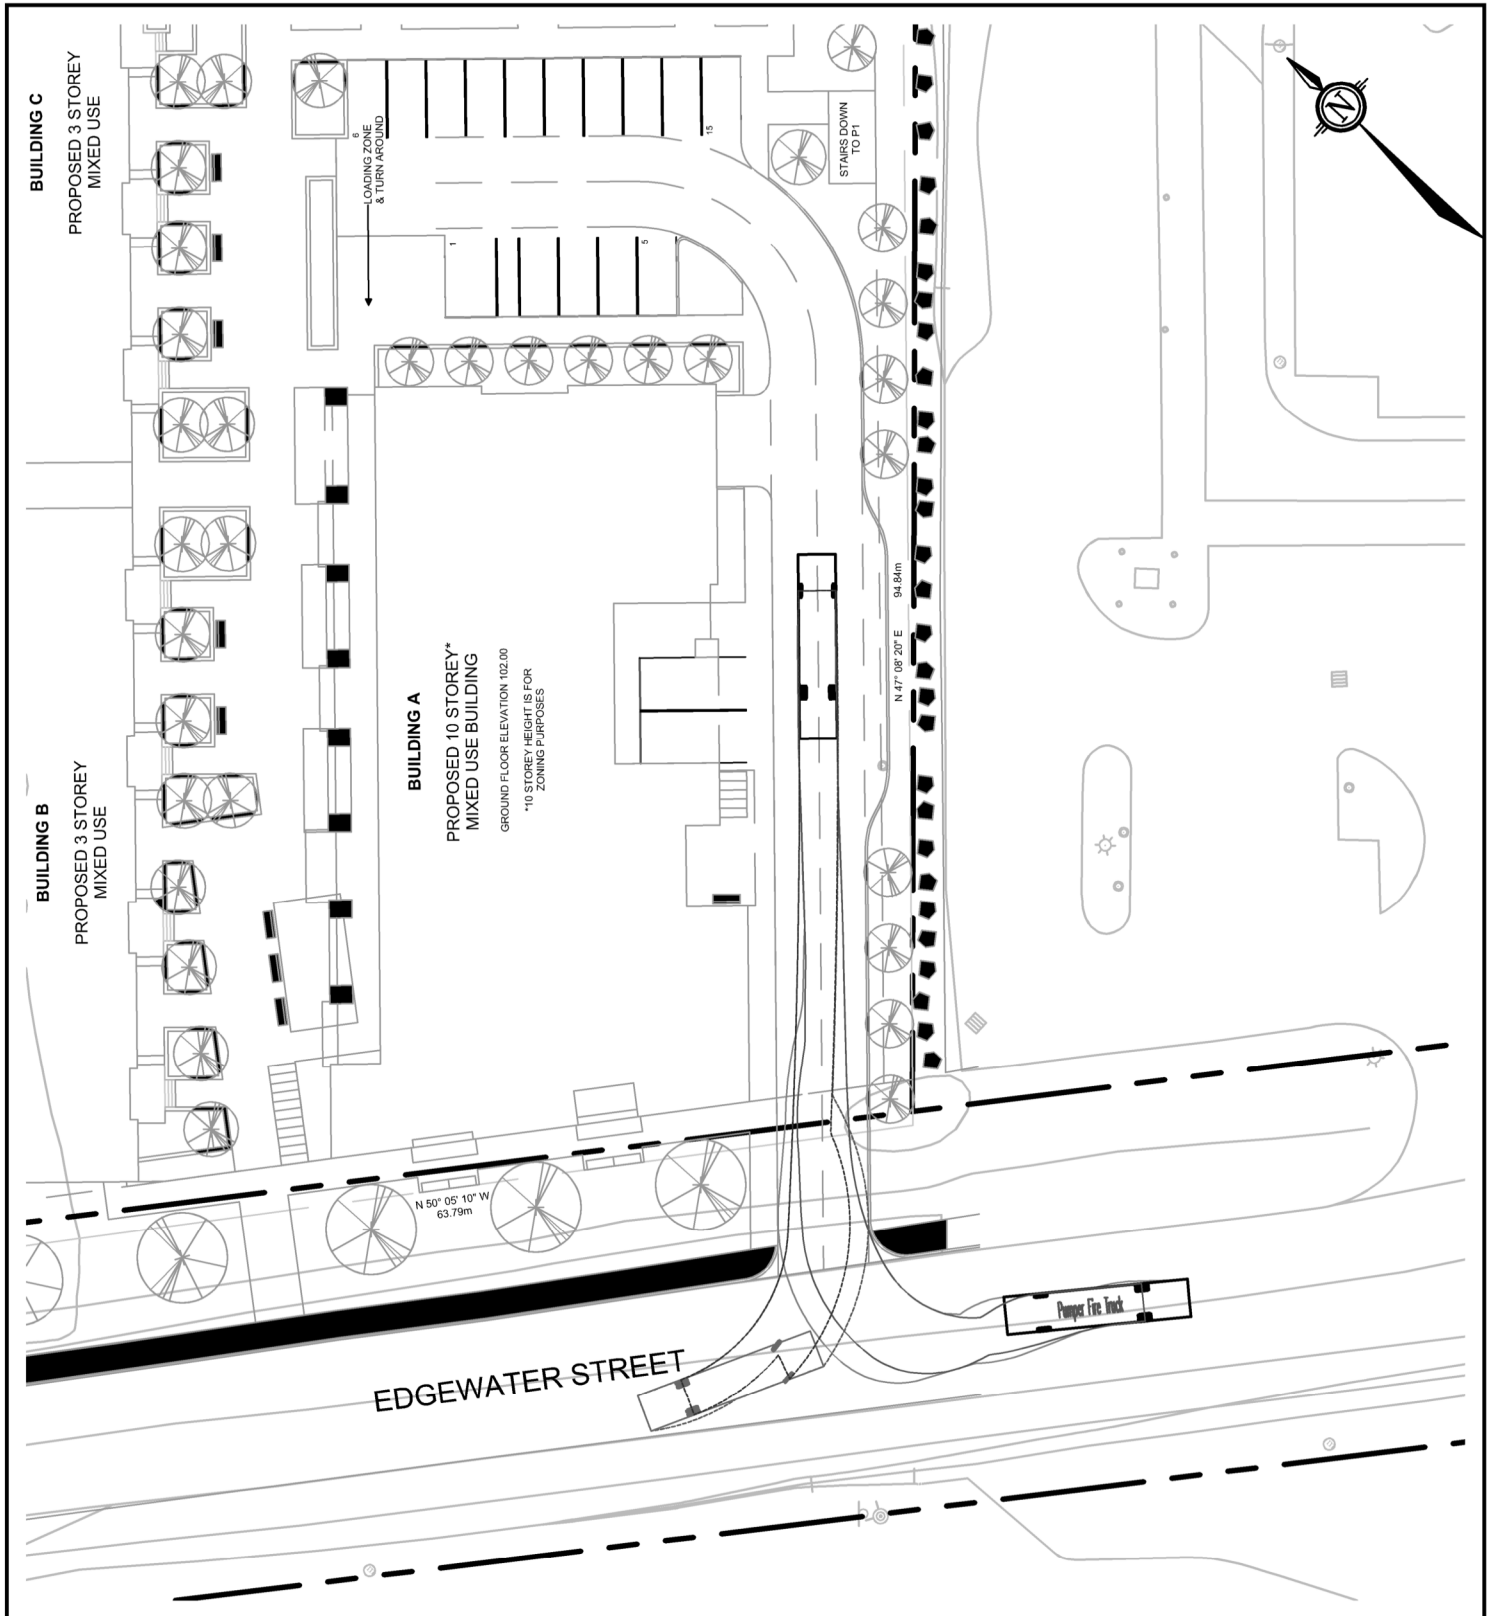 BUILDING C
PROPOSED 3 STOREY
MIXED USE
6
LOADING ZONE
& TURN AROUND
15
STAIRS DOWN
TO P1
N
1
5
BUILDING B
PROPOSED 3 STOREY
MIXED USE
BUILDING A
PROPOSED 10 STOREY*
MIXED USE BUILDING
GROUND FLOOR ELEVATION 102.00
*10 STOREY HEIGHT IS FOR
ZONING PURPOSES
N 47° 08' 20" E
94.84m
N 50° 05' 10" W
63.79m
Pumper Fire Truck
EDGEWATER STREET